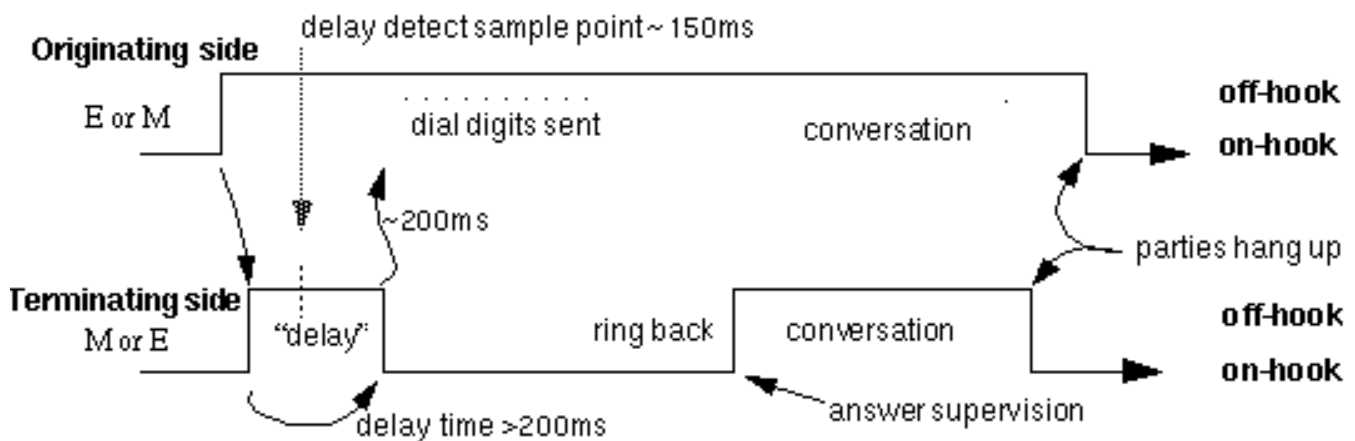 delay detect sample point~ 150ms
Originating side
off-hook
E or M
dial digits sent
conversation
on-hook
~200ms
parties hang up
Terminating side
off-hook
M or E
“delay”
ring back
conversation
on-hook
delay time >200ms
answer supervision